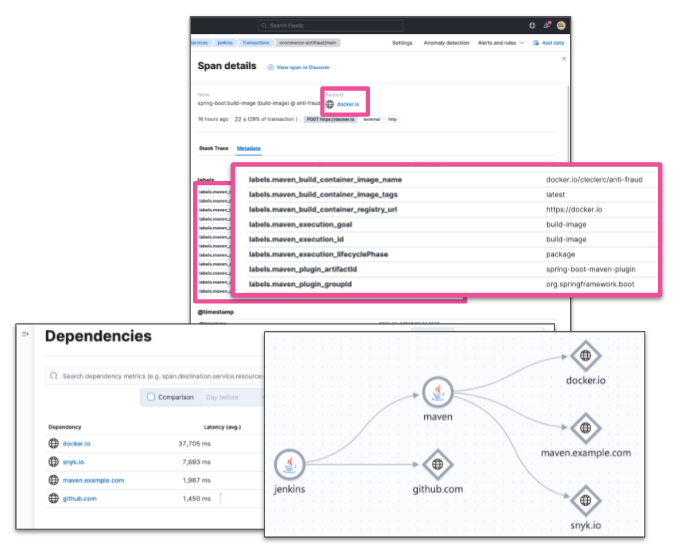 Search Elastic
Services jenkins Transactions ecommerce-antifraud/main Settings Anomaly detection Alerts and rules Add data
Span details View span in Discover
Name Backend
spring-boot:build-image (build-image) @ anti-fraud docker.io
16 hours ago 22 s (29% of transaction) POST https://docker.io external http
Stack Trace Metadata
labels
labels.maven_build_container_image_name docker.io/cleclerc/anti-fraud
labels.maven_build_container_image_tags latest
labels.maven_build_container_registry_url https://docker.io
labels.maven_execution_goal build-image
labels.maven_execution_id build-image
labels.maven_execution_lifecyclePhase package
labels.maven_plugin_artifactId spring-boot-maven-plugin
labels.maven_plugin_groupId org.springframework.boot
@timestamp
Dependencies
Search dependency metrics (e.g. span.destination.service.resource:
Comparison Day before
Dependency Latency (avg.)
docker.io 37,705 ms
snyk.io 7,693 ms
maven.example.com 1,967 ms
github.com 1,450 ms
docker.io
maven
maven.example.com
jenkins
github.com
snyk.io